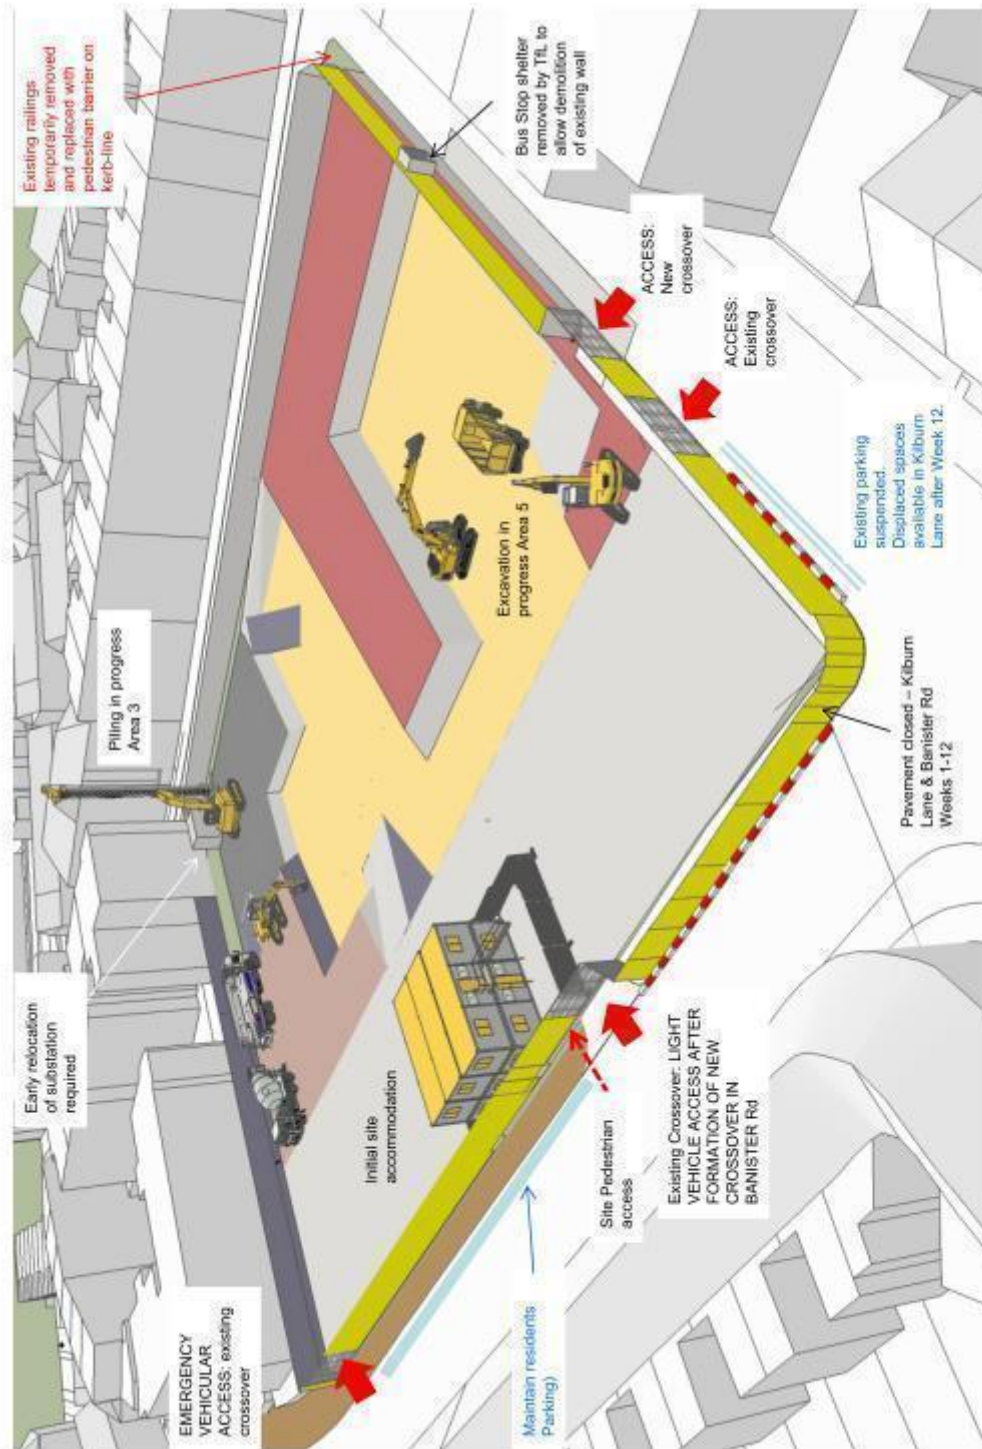 EMERGENCY
VEHICULAR
ACCESS: existing
crossover
Early relocation
of substation
required
Piling in progress
Area 3
Existing railings
temporarily removed
and replaced with
pedestrian barrier on
kerb-line
Initial site
accommodation
Excavation in
progress Area 5
Bus Stop shelter
removed by TfL to
allow demolition
of existing wall
Maintain residents
Parking)
Site Pedestrian
access
Existing Crossover: LIGHT
VEHICLE ACCESS AFTER
FORMATION OF NEW
CROSSOVER IN
BANISTER Rd
ACCESS:
New
crossover
ACCESS:
Existing
crossover
Pavement closed – Kilburn
Lane & Banister Rd
Weeks 1-12
Existing parking
suspended.
Displaced spaces
available in Kilburn
Lane after Week 12.